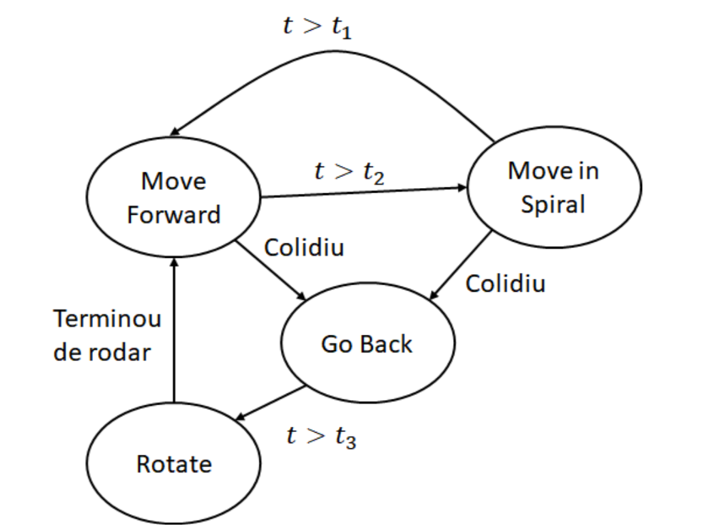 t > t₁
Move
Forward
t > t₂
Move in
Spiral
Colidiu
Colidiu
Terminou
de rodar
Go Back
t > t₃
Rotate